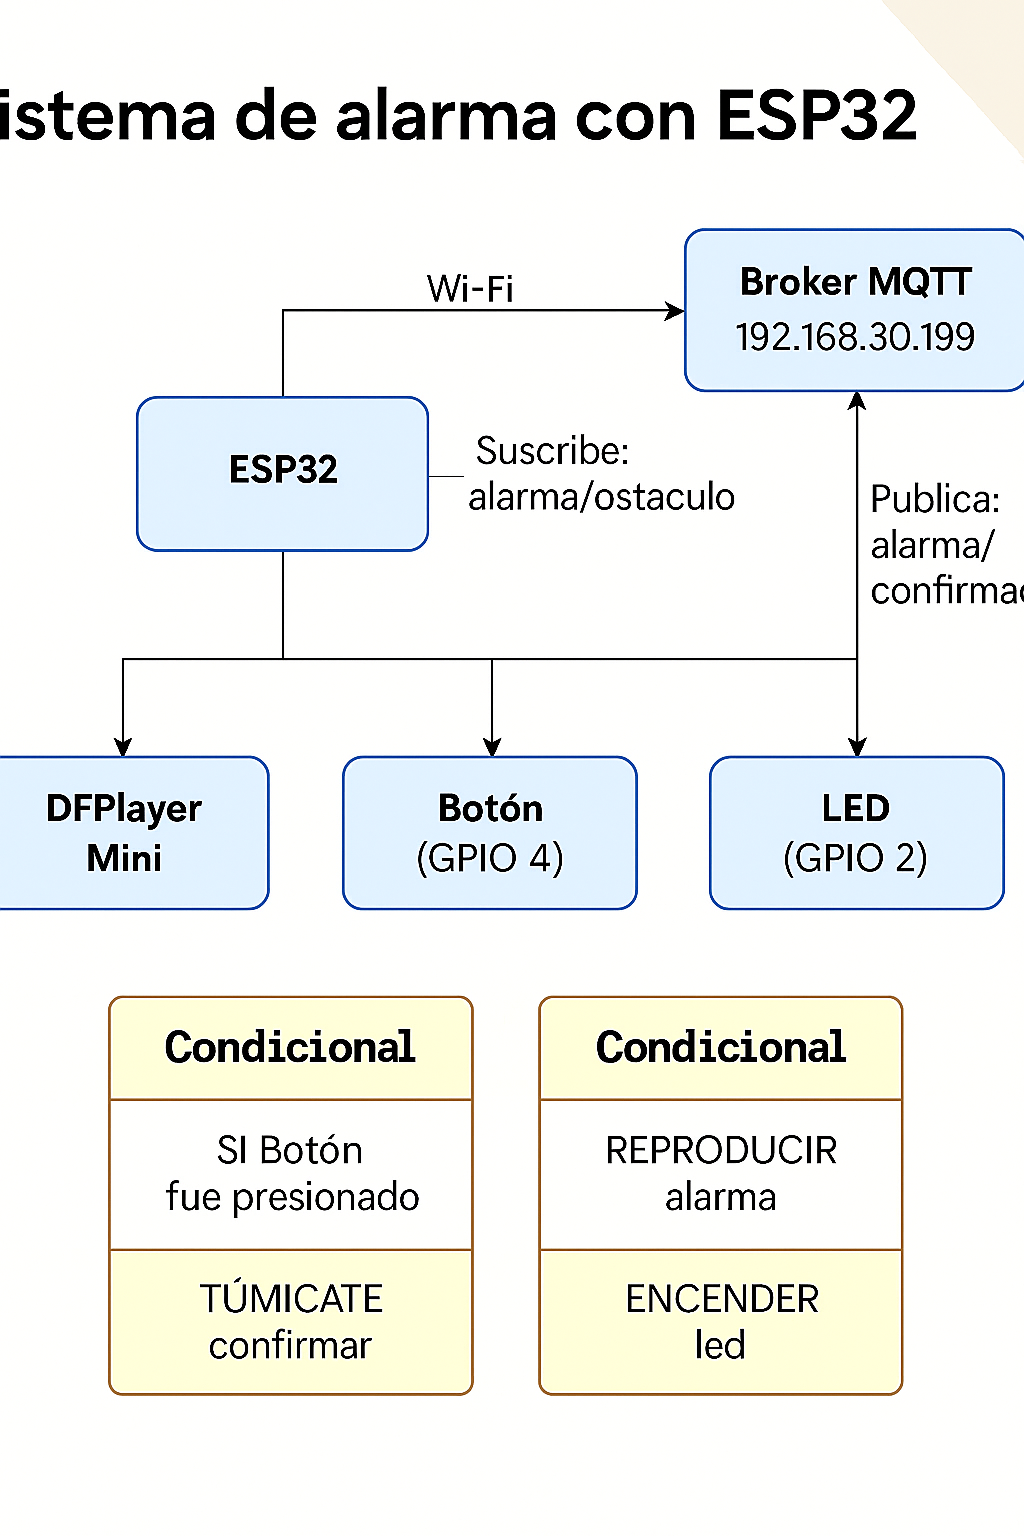 istema de alarma con ESP32
Wi-Fi
Broker MQTT
192.168.30.199
ESP32
Suscribe:
alarma/ostaculo
Publica:
alarma/
confirmac
DFPlayer
Mini
Botón
(GPIO 4)
LED
(GPIO 2)
Condicional
SI Botón
fue presionado
TÚMICATE
confirmar
Condicional
REPRODUCIR
alarma
ENCENDER
led